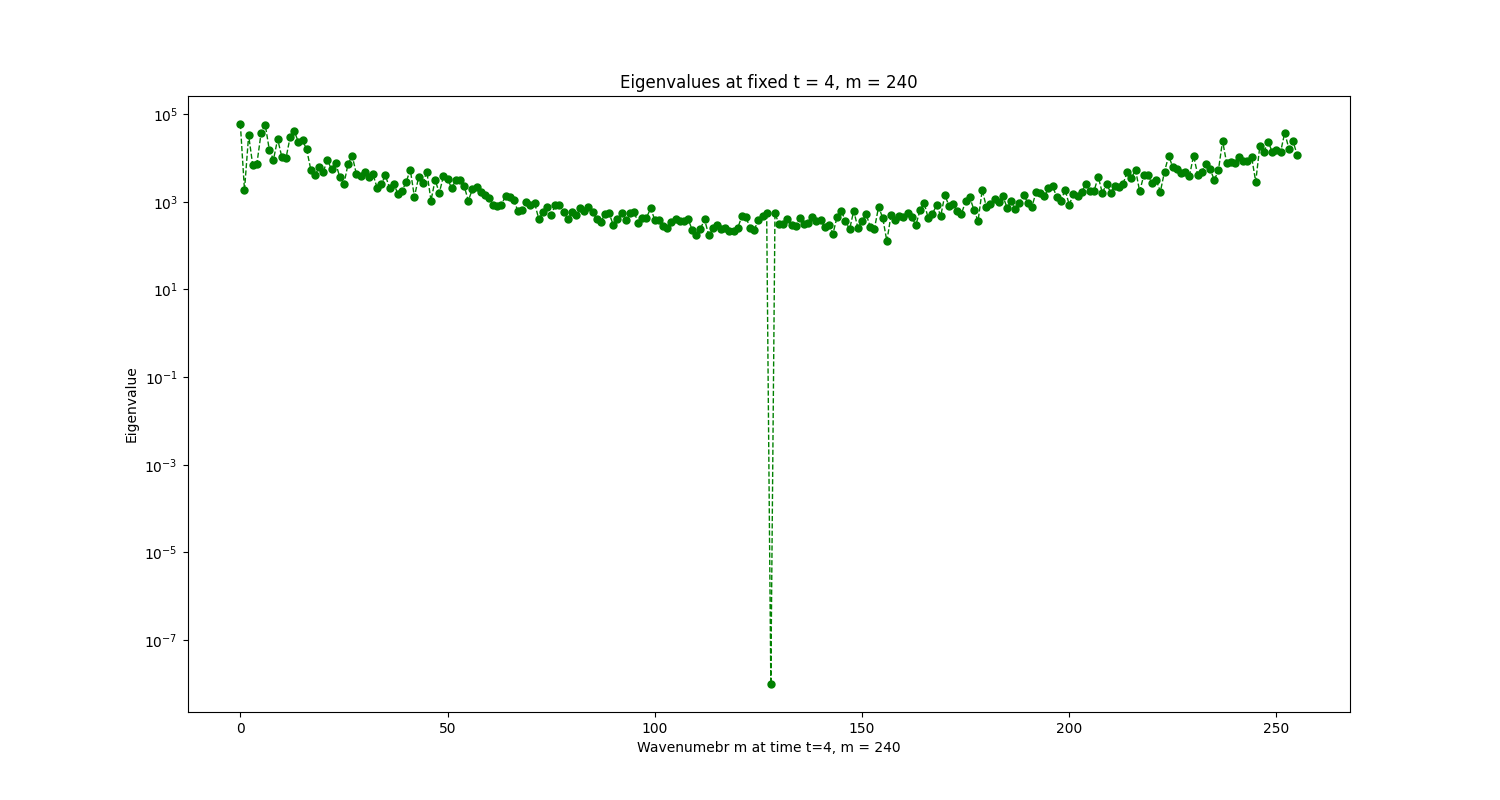 Eigenvalues at fixed t = 4, m = 240
10^5
10^3
10^1
10^-1
10^-3
10^-5
10^-7
Eigenvalue
0 50 100 150 200 250
Wavenumebr m at time t=4, m = 240